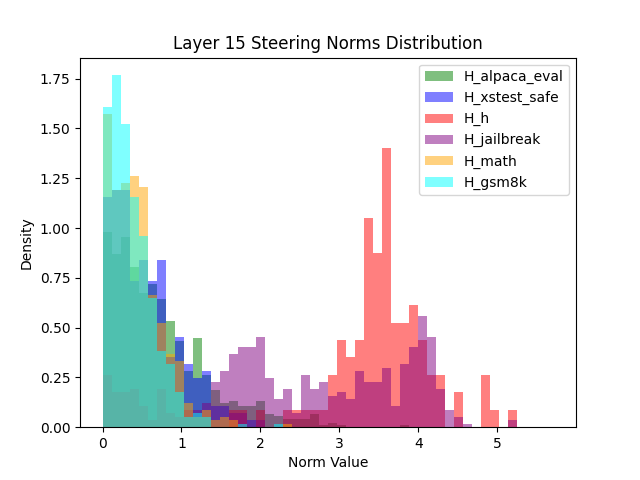 Layer 15 Steering Norms Distribution
H_alpaca_eval
H_xstest_safe
H_h
H_jailbreak
H_math
H_gsm8k
1.75
1.50
1.25
1.00
0.75
0.50
0.25
0.00
Density
0 1 2 3 4 5
Norm Value